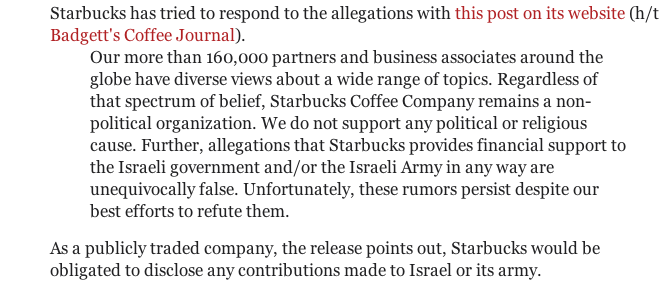 Starbucks has tried to respond to the allegations with this post on its website (h/t
Badgett's Coffee Journal).
Our more than 160,000 partners and business associates around the
globe have diverse views about a wide range of topics. Regardless of
that spectrum of belief, Starbucks Coffee Company remains a non-
political organization. We do not support any political or religious
cause. Further, allegations that Starbucks provides financial support to
the Israeli government and/or the Israeli Army in any way are
unequivocally false. Unfortunately, these rumors persist despite our
best efforts to refute them.
As a publicly traded company, the release points out, Starbucks would be
obligated to disclose any contributions made to Israel or its army.